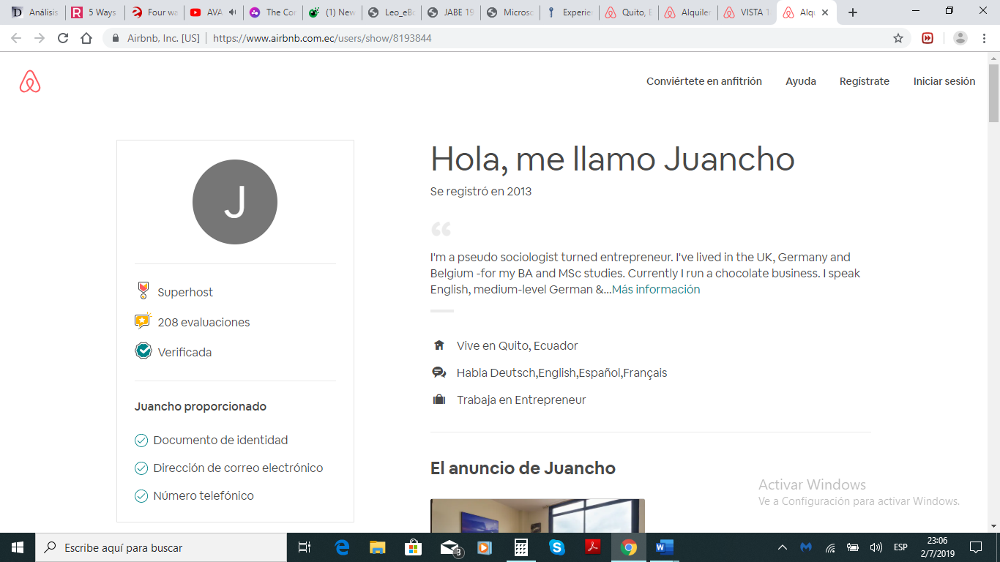 Análisis
5 Ways
Four wa
AVA
The Cor
(1) New
Leo_eBo
JABE 19
Microsc
Experie
Quito, E
Alquiler
VISTA 1
Alqu
Airbnb, Inc. [US] | https://www.airbnb.com.ec/users/show/8193844
Conviértete en anfitrión Ayuda Regístrate Iniciar sesión
J
Superhost
208 evaluaciones
Verificada
Juancho proporcionado
Documento de identidad
Dirección de correo electrónico
Número telefónico
Hola, me llamo Juancho
Se registró en 2013
“
I'm a pseudo sociologist turned entrepreneur. I've lived in the UK, Germany and
Belgium -for my BA and MSc studies. Currently I run a chocolate business. I speak
English, medium-level German &...Más información
Vive en Quito, Ecuador
Habla Deutsch,English,Español,Français
Trabaja en Entrepreneur
El anuncio de Juancho
Activar Windows
Ve a Configuración para activar Windows.
Escribe aquí para buscar
3
ESP
23:06
2/7/2019